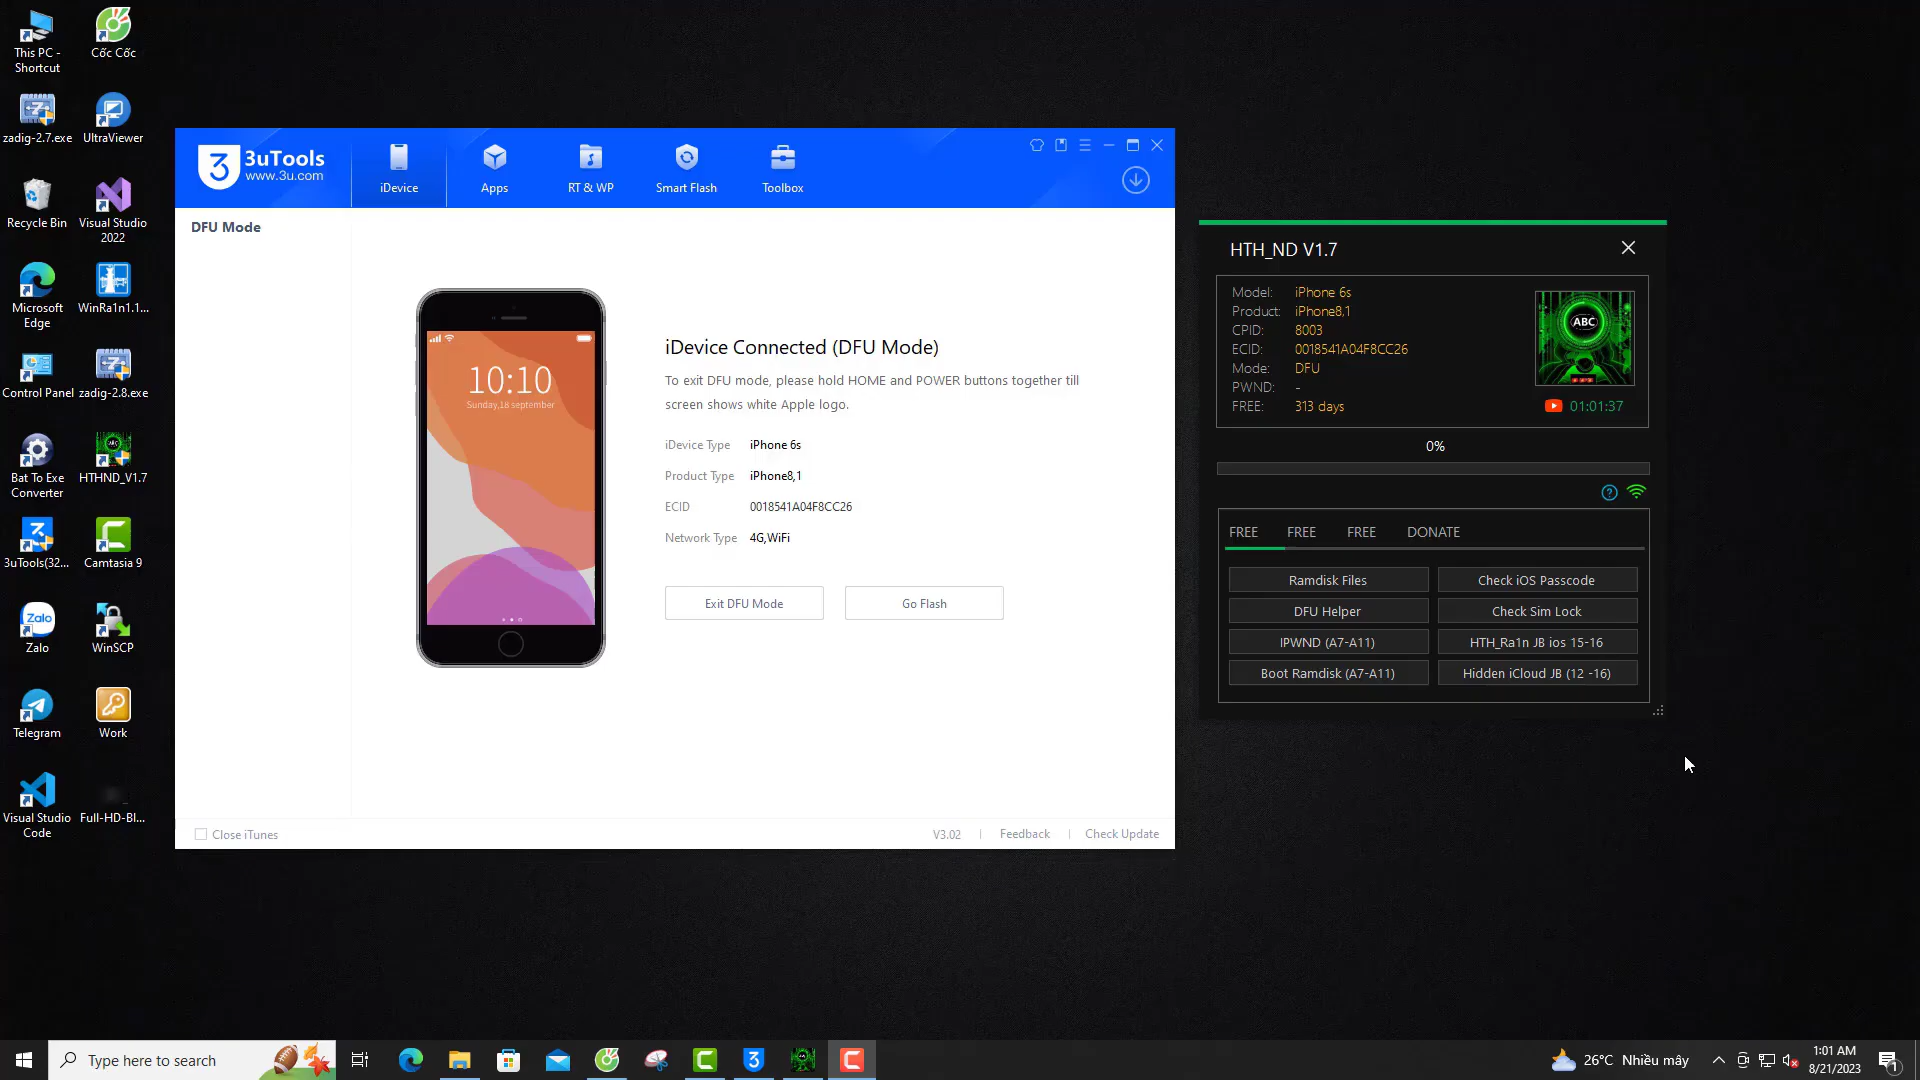 This PC -
Shortcut
Cốc Cốc
zadig-2.7.exe
UltraViewer
Recycle Bin
Visual Studio
2022
Microsoft
Edge
WinRa1n1.1...
Control Panel
zadig-2.8.exe
Bat To Exe
Converter
HTHND_V1.7
3uTools(32...
Camtasia 9
Zalo
Zalo
WinSCP
Telegram
Work
Visual Studio
Code
Full-HD-Bl...
3
3uTools
www.3u.com
iDevice
Apps
RT & WP
Smart Flash
Toolbox
DFU Mode
10:10
Sunday,18 september
iDevice Connected (DFU Mode)
To exit DFU mode, please hold HOME and POWER buttons together till
screen shows white Apple logo.
iDevice Type iPhone 6s
Product Type iPhone8,1
ECID 0018541A04F8CC26
Network Type 4G,WiFi
Exit DFU Mode
Go Flash
Close iTunes
V3.02 | Feedback | Check Update
HTH_ND V1.7
Model: iPhone 6s
Product: iPhone8,1
CPID: 8003
ECID: 0018541A04F8CC26
Mode: DFU
PWND: -
FREE: 313 days
ABC
01:01:37
0%
?
FREE FREE FREE DONATE
Ramdisk Files
Check iOS Passcode
DFU Helper
Check Sim Lock
IPWND (A7-A11)
HTH_Ra1n JB ios 15-16
Boot Ramdisk (A7-A11)
Hidden iCloud JB (12 -16)
Type here to search
26°C Nhiều mây
1:01 AM
8/21/2023
1